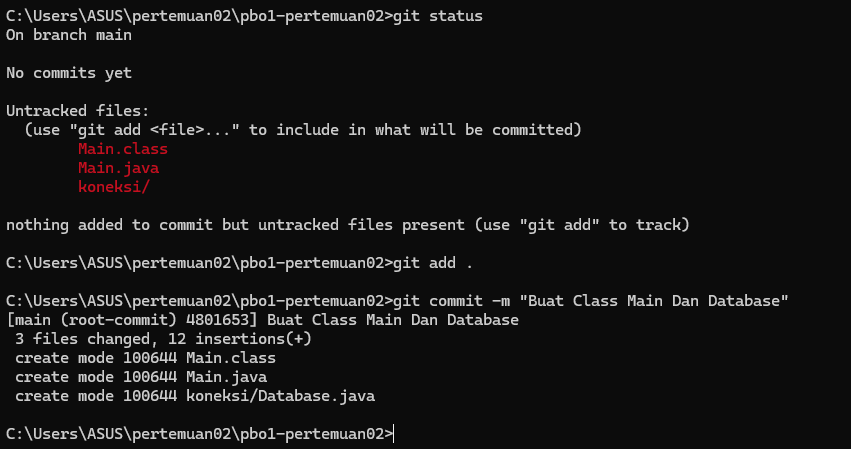 C:\Users\ASUS\pertemuan02\pbo1-pertemuan02>git status
On branch main
No commits yet
Untracked files:
(use "git add <file>..." to include in what will be committed)
Main.class
Main.java
koneksi/
nothing added to commit but untracked files present (use "git add" to track)
C:\Users\ASUS\pertemuan02\pbo1-pertemuan02>git add .
C:\Users\ASUS\pertemuan02\pbo1-pertemuan02>git commit -m "Buat Class Main Dan Database"
[main (root-commit) 4801653] Buat Class Main Dan Database
3 files changed, 12 insertions(+)
create mode 100644 Main.class
create mode 100644 Main.java
create mode 100644 koneksi/Database.java
C:\Users\ASUS\pertemuan02\pbo1-pertemuan02>